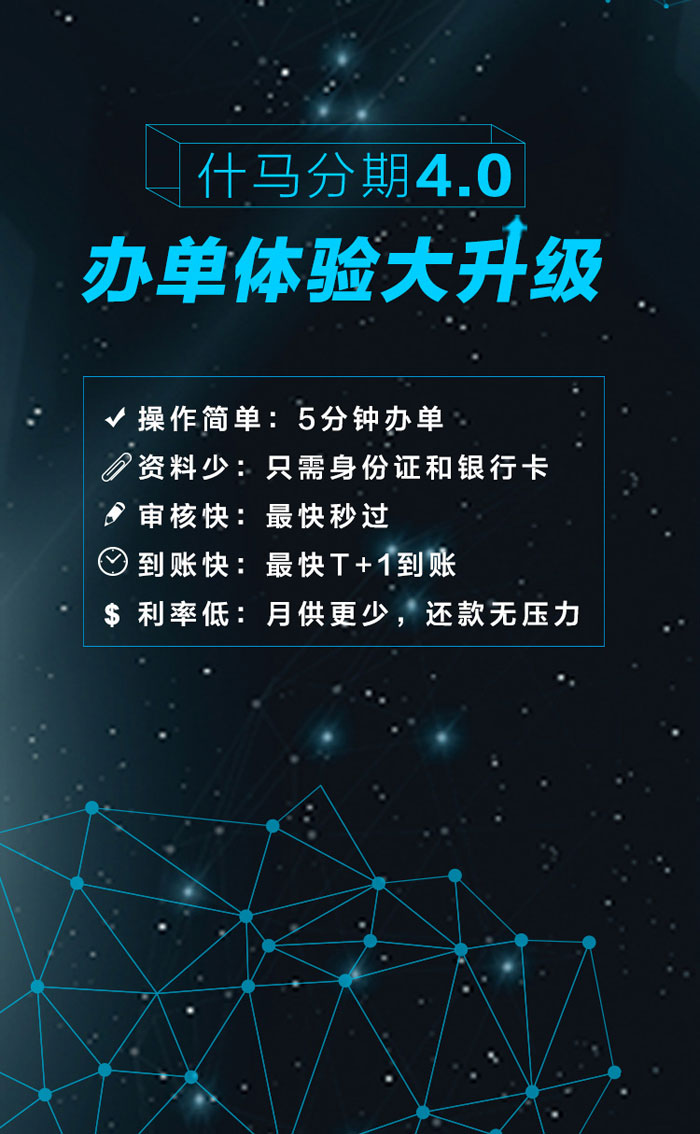 什马分期4.0
办单体验大升级
操作简单：5分钟办单
资料少：只需身份证和银行卡
审核快：最快秒过
到账快：最快T+1到账
$ 利率低：月供更少，还款无压力